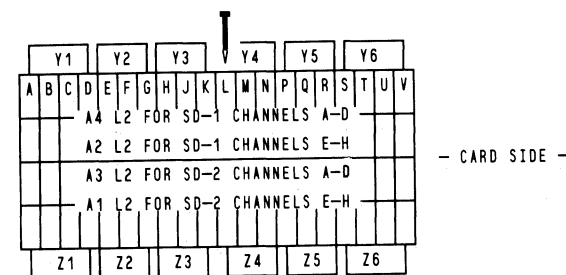 Y1 Y2 Y3 Y4 Y5 Y6
A B C D E F G H J K L M N P Q R S T U V
A4 L2 FOR SD-1 CHANNELS A-D
A2 L2 FOR SD-1 CHANNELS E-H
- CARD SIDE -
A3 L2 FOR SD-2 CHANNELS A-D
A1 L2 FOR SD-2 CHANNELS E-H
Z1 Z2 Z3 Z4 Z5 Z6